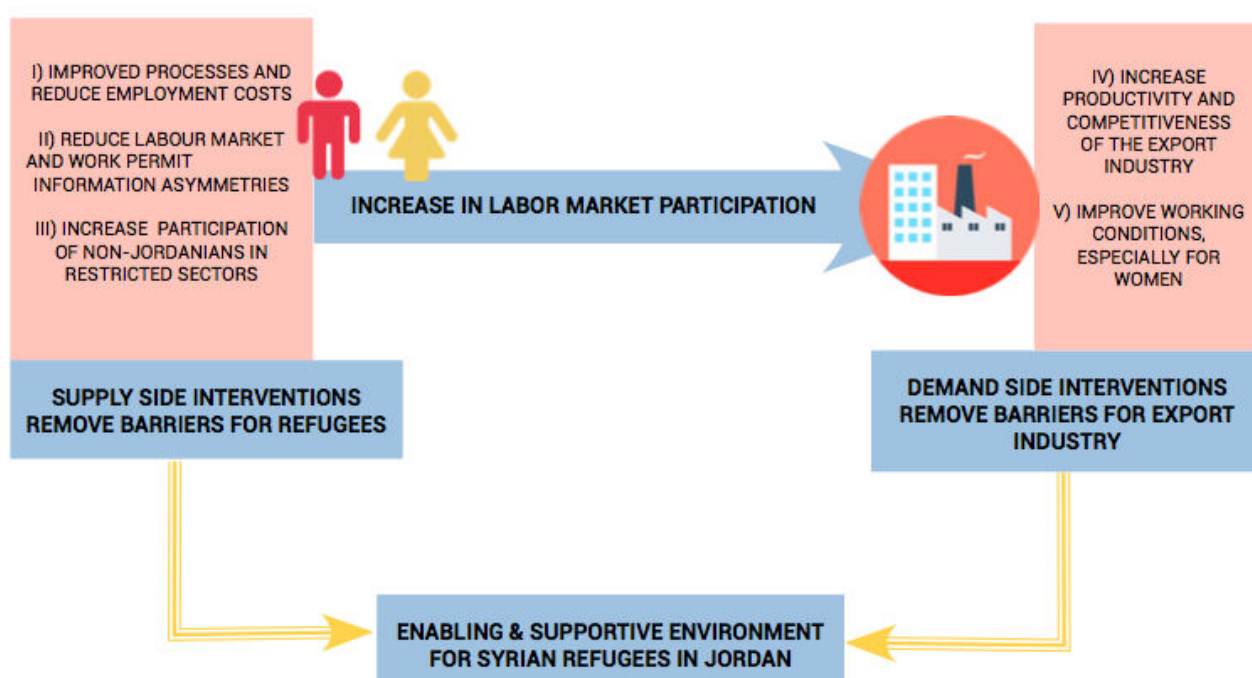 I) IMPROVED PROCESSES AND
REDUCE EMPLOYMENT COSTS
II) REDUCE LABOUR MARKET
AND WORK PERMIT
INFORMATION ASYMMETRIES
III) INCREASE PARTICIPATION
OF NON-JORDANIANS IN
RESTRICTED SECTORS
SUPPLY SIDE INTERVENTIONS
REMOVE BARRIERS FOR REFUGEES
INCREASE IN LABOR MARKET PARTICIPATION
IV) INCREASE
PRODUCTIVITY AND
COMPETITIVENESS
OF THE EXPORT
INDUSTRY
V) IMPROVE WORKING
CONDITIONS,
ESPECIALLY FOR
WOMEN
DEMAND SIDE INTERVENTIONS
REMOVE BARRIERS FOR EXPORT
INDUSTRY
ENABLING & SUPPORTIVE ENVIRONMENT
FOR SYRIAN REFUGEES IN JORDAN